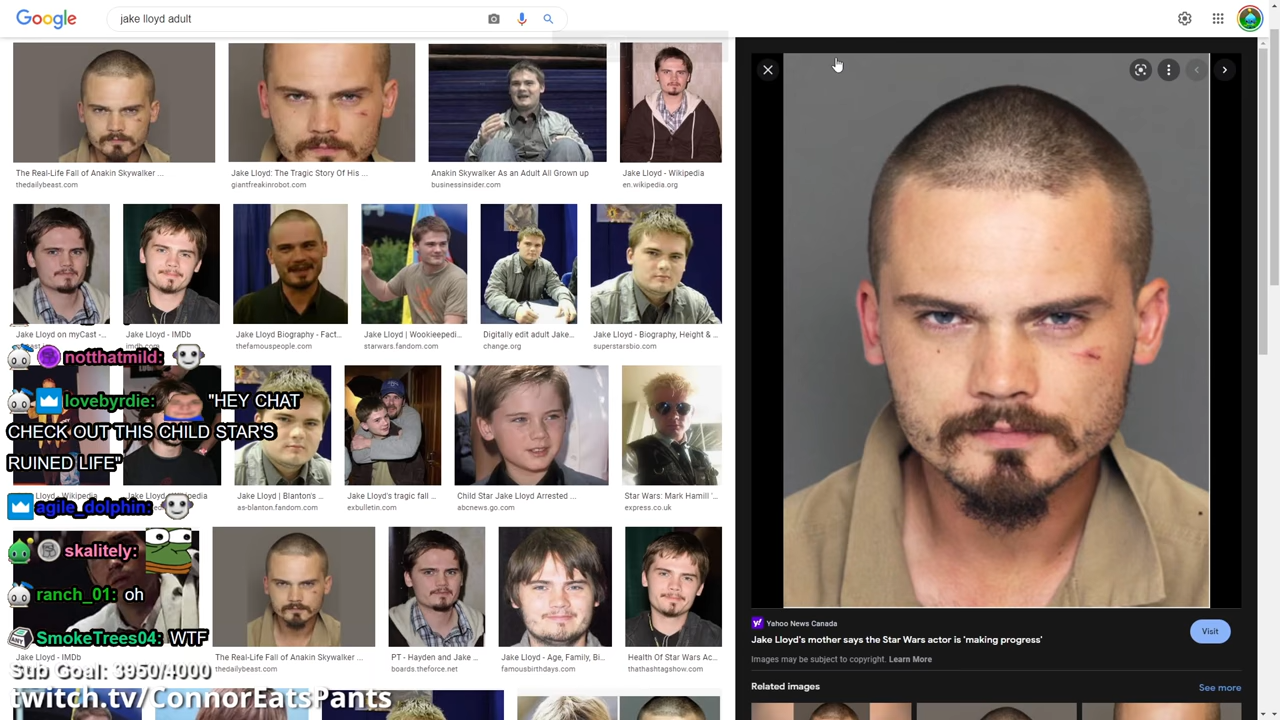 Google
jake lloyd adult
The Real-Life Fall of Anakin Skywalker ...
thedailybeast.com
Jake Lloyd: The Tragic Story Of His ...
giantfreakinrobot.com
Anakin Skywalker As an Adult All Grown up
businessinsider.com
Jake Lloyd - Wikipedia
en.wikipedia.org
Jake Lloyd on myCast -...
Jake Lloyd - IMDb
imdb.com
Jake Lloyd Biography - Fact...
thefamouspeople.com
Jake Lloyd | Wookieepedi...
starwars.fandom.com
Digitally edit adult Jake...
change.org
Jake Lloyd - Biography, Height & ...
superstarsbio.com
notthatmild:
lovebyrdie: "HEY CHAT
CHECK OUT THIS CHILD STAR'S
RUINED LIFE"
Jake Lloyd | Blanton's ...
as-blanton.fandom.com
Jake Lloyd's tragic fall ...
exbulletin.com
Child Star Jake Lloyd Arrested ...
abcnews.go.com
Star Wars: Mark Hamill '...
express.co.uk
agile_dolphin:
skalitely:
ranch_01: oh
SmokeTrees04: WTF
Jake Lloyd - IMDb
The Real-Life Fall of Anakin Skywalker ...
thedailybeast.com
PT - Hayden and Jake ...
boards.theforce.net
Jake Lloyd - Age, Family, Bi...
famousbirthdays.com
Health Of Star Wars Ac...
thathashtagshow.com
Sub Goal: 3950/4000
twitch.tv/ConnorEatsPants
Yahoo News Canada
Jake Lloyd's mother says the Star Wars actor is 'making progress'
Visit
Images may be subject to copyright. Learn More
Related images
See more